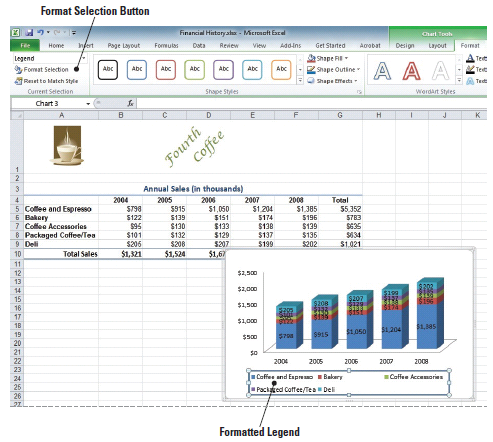 Format Selection Button
Financial History.xlsx - Microsoft Excel
Chart Tools
File Home Insert Page Layout Formulas Data Review View Add-Ins Get Started Acrobat Design Layout Format
Legend
Format Selection
Reset to Match Style
Current Selection
Abc Abc Abc Abc Abc Abc
Shape Fill
Shape Outline
Shape Effects
Shape Styles
A A A
WordArt Styles
Chart 3 fx
A B C D E F G H I J K
Fourth
Coffee
1
2
3 Annual Sales (in thousands)
4 2004 2005 2006 2007 2008 Total
5 Coffee and Espresso $798 $915 $1,050 $1,204 $1,385 $5,352
6 Bakery $122 $139 $151 $174 $196 $783
7 Coffee Accessories $95 $130 $133 $138 $139 $635
8 Packaged Coffee/Tea $101 $132 $129 $137 $135 $634
9 Deli $205 $208 $207 $199 $202 $1,021
10 Total Sales $1,321 $1,524 $1,67
11
12
13
14
15
16
17
18
19
20
21
22
23
24
25
26
27
$2,500
$2,000
$1,500
$1,000
$500
$0
$205 $208 $207 $199 $202
$798 $915 $1,050 $1,204 $1,385
2004 2005 2006 2007 2008
Coffee and Espresso Bakery Coffee Accessories
Packaged Coffee/Tea Deli
Formatted Legend